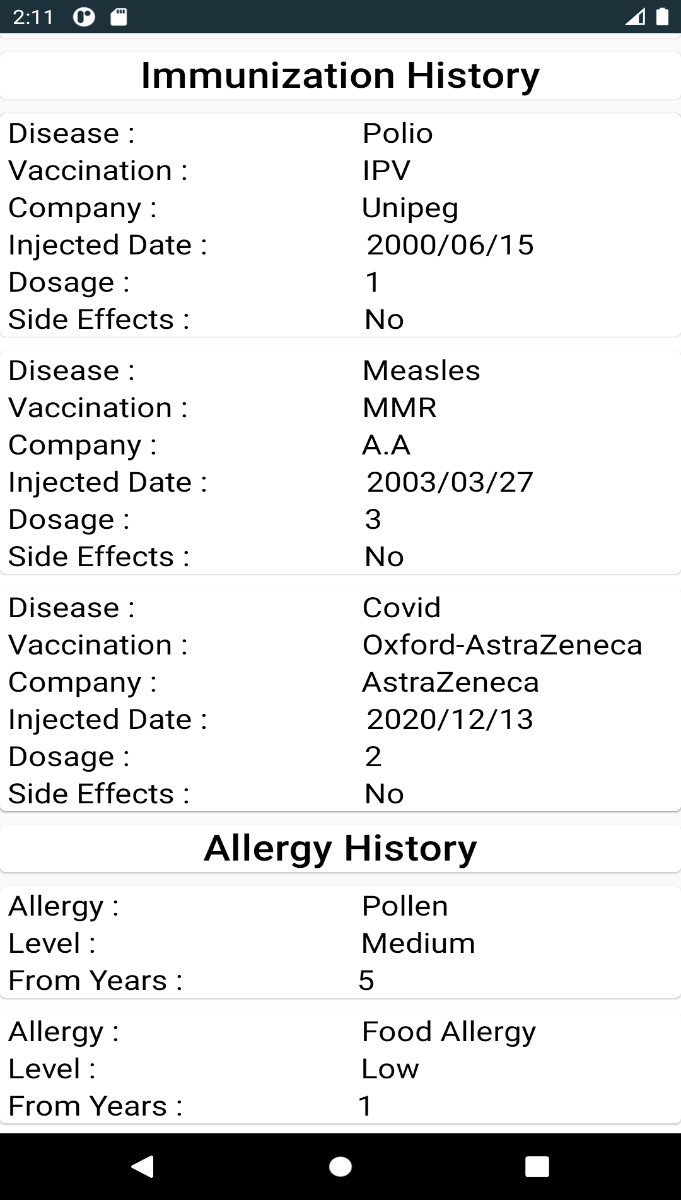 2:11
Immunization History
Disease : Polio
Vaccination : IPV
Company : Unipeg
Injected Date : 2000/06/15
Dosage : 1
Side Effects : No
Disease : Measles
Vaccination : MMR
Company : A.A
Injected Date : 2003/03/27
Dosage : 3
Side Effects : No
Disease : Covid
Vaccination : Oxford-AstraZeneca
Company : AstraZeneca
Injected Date : 2020/12/13
Dosage : 2
Side Effects : No
Allergy History
Allergy : Pollen
Level : Medium
From Years : 5
Allergy : Food Allergy
Level : Low
From Years : 1